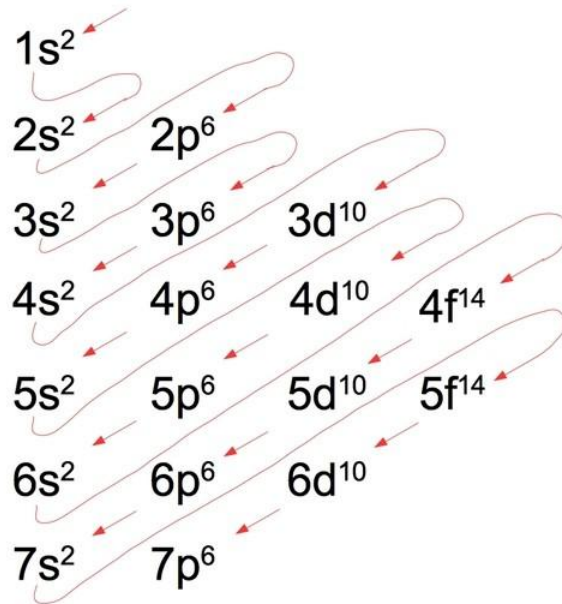 1s²
2s² 2p⁶
3s² 3p⁶ 3d¹⁰
4s² 4p⁶ 4d¹⁰ 4f¹⁴
5s² 5p⁶ 5d¹⁰ 5f¹⁴
6s² 6p⁶ 6d¹⁰
7s² 7p⁶